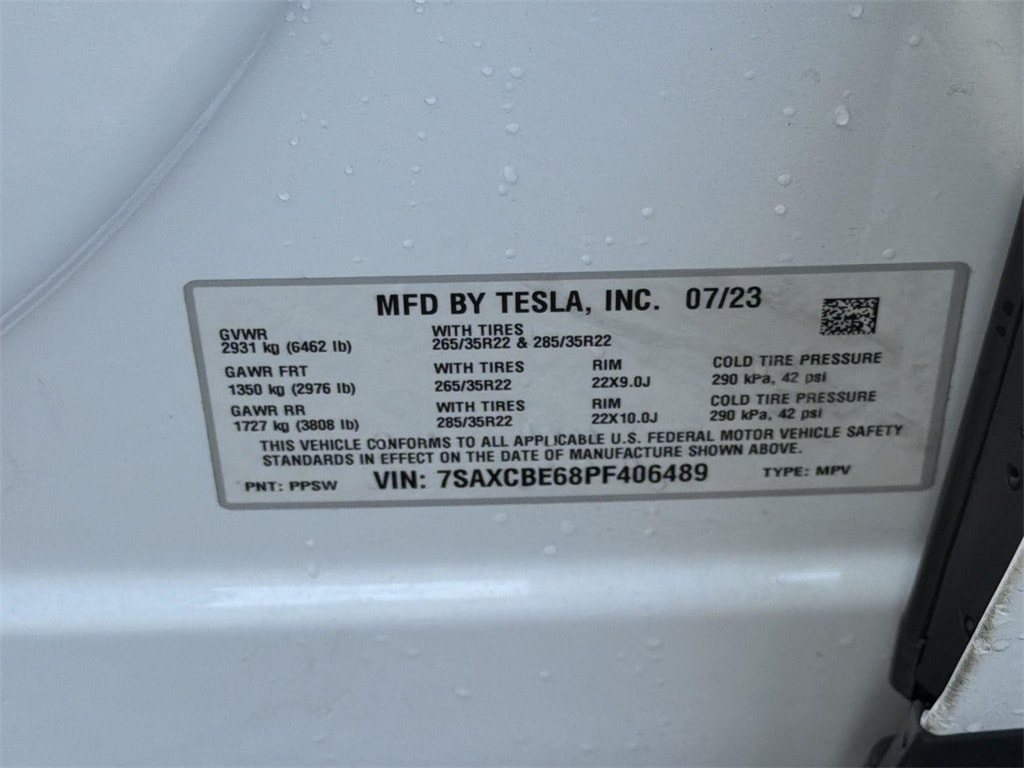 MFD BY TESLA, INC. 07/23
GVWR
2931 kg (6462 lb)
WITH TIRES
265/35R22 & 285/35R22
GAWR FRT
1350 kg (2976 lb)
WITH TIRES
265/35R22
RIM
22X9.0J
COLD TIRE PRESSURE
290 kPa, 42 psi
GAWR RR
1727 kg (3808 lb)
WITH TIRES
285/35R22
RIM
22X10.0J
COLD TIRE PRESSURE
290 kPa, 42 psi
THIS VEHICLE CONFORMS TO ALL APPLICABLE U.S. FEDERAL MOTOR VEHICLE SAFETY
STANDARDS IN EFFECT ON THE DATE OF MANUFACTURE SHOWN ABOVE.
PNT: PPSW VIN: 7SAXCBE68PF406489 TYPE: MPV